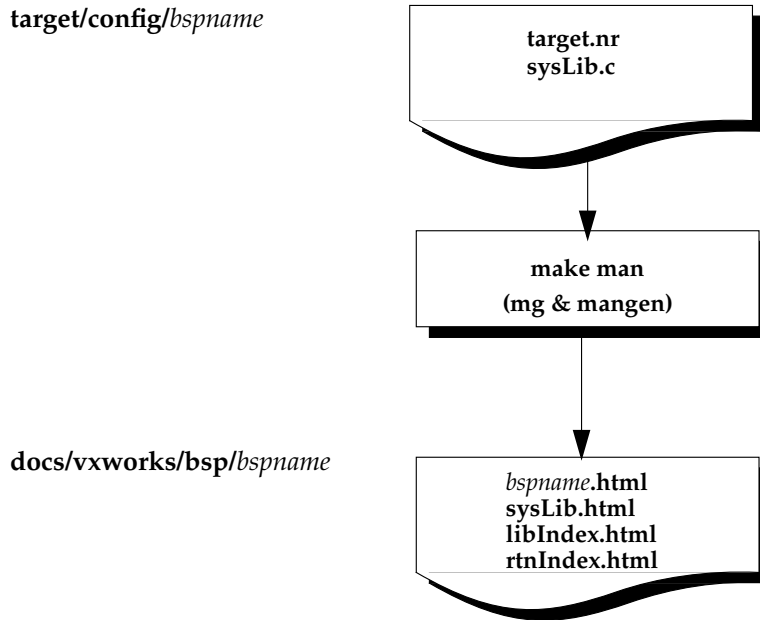 target/config/bspname
target.nr
sysLib.c
make man
(mg & mangen)
docs/vxworks/bsp/bspname
bspname.html
sysLib.html
libIndex.html
rtnIndex.html